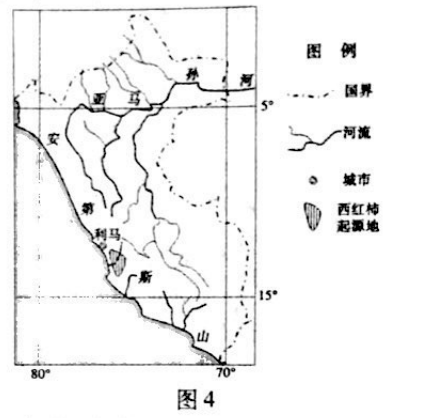 图 例
国界
河流
城市
西红柿
起源地
亚 马 孙 河
5°
安
第
利马
斯
15°
山
80° 70°
图4